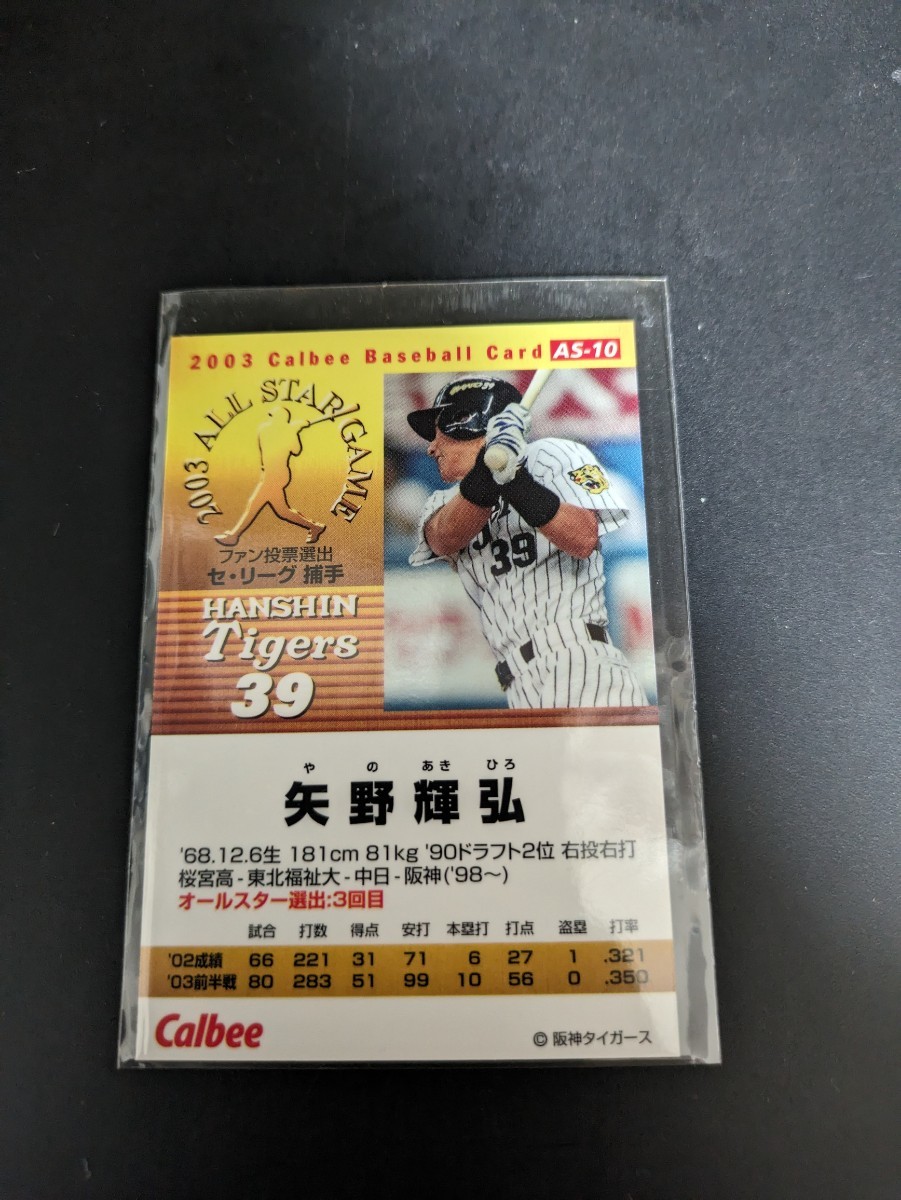 2003 Calbee Baseball Card AS-10
2003 ALL STAR GAME
ファン投票選出
セ・リーグ 捕手
HANSHIN
Tigers
39
39
や の あき ひろ
矢野輝弘
'68.12.6生 181cm 81kg '90ドラフト2位 右投右打
桜宮高-東北福祉大-中日-阪神('98〜)
オールスター選出:3回目
試合 打数 得点 安打 本塁打 打点 盗塁 打率
'02成績 66 221 31 71 6 27 1 .321
'03前半戦 80 283 51 99 10 56 0 .350
Calbee
© 阪神タイガース